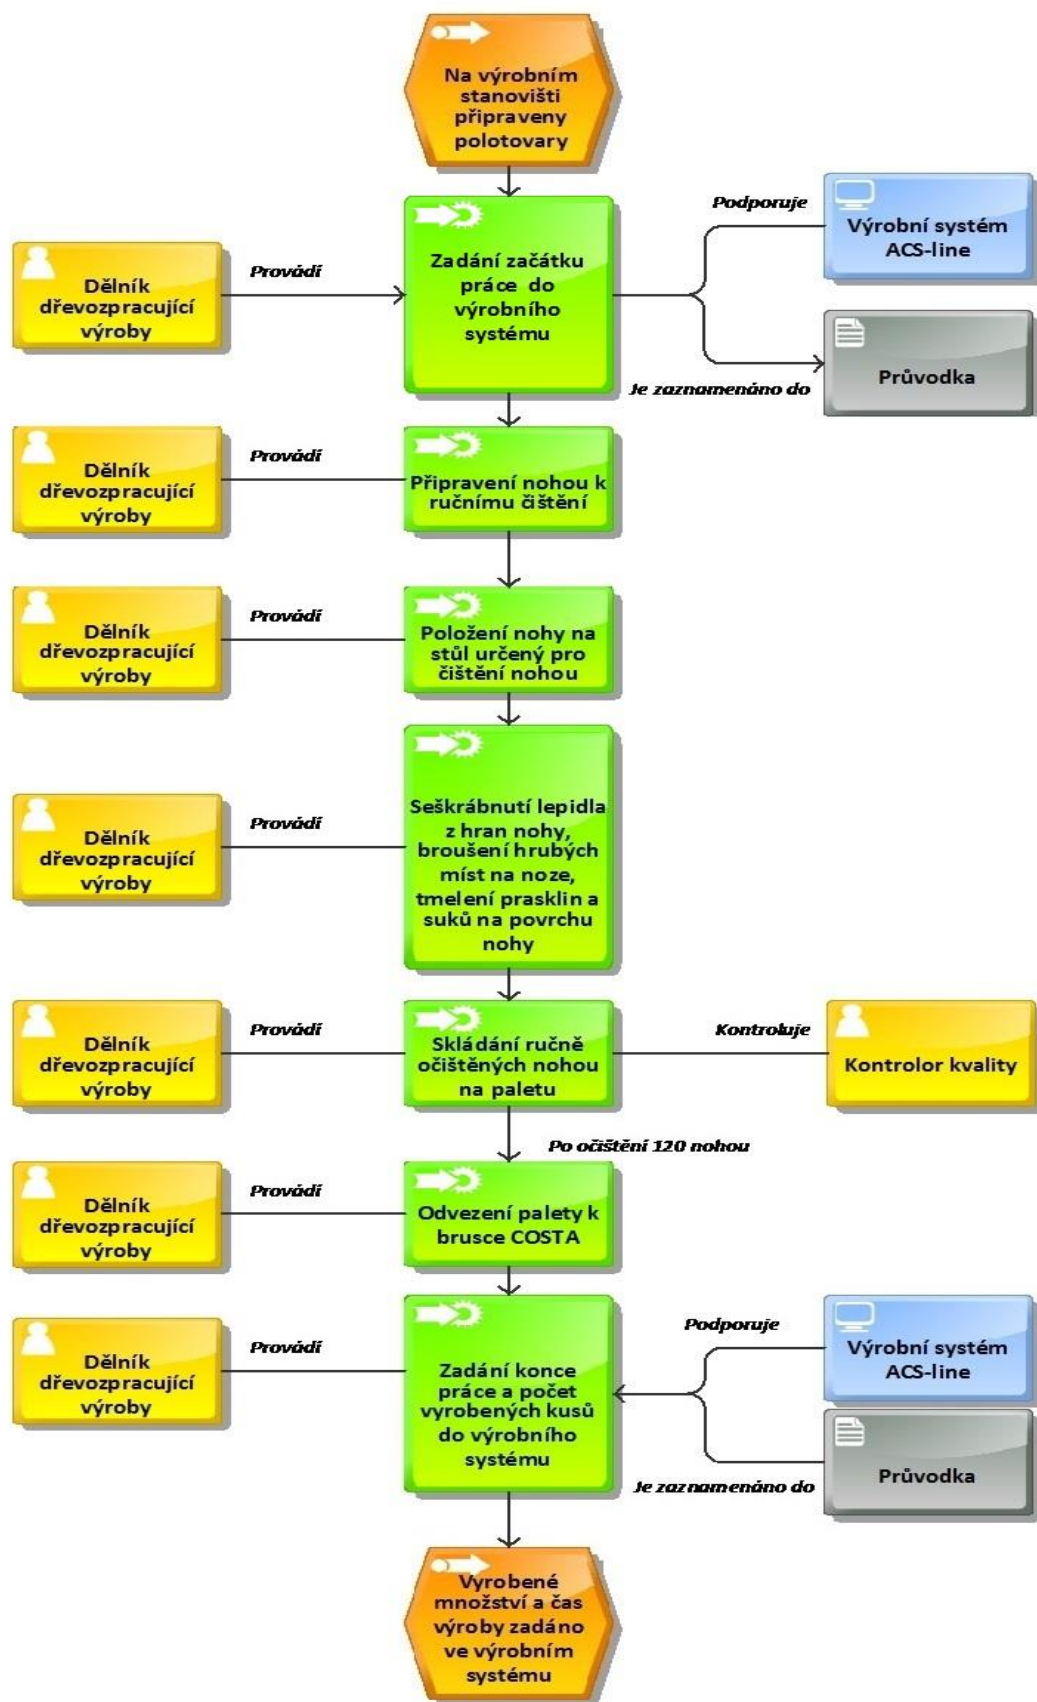 Na výrobním
stanovišti
připraveny
polotovary
Podporuje
Výrobní systém
ACS-line
Dělník
dřevozpracující
výroby
Provádí
Zadání začátku
práce do
výrobního
systému
Je zaznamenáno do
Průvodka
Dělník
dřevozpracující
výroby
Provádí
Připravení nohou k
ručnímu čištění
Dělník
dřevozpracující
výroby
Provádí
Položení nohy na
stůl určený pro
čištění nohou
Dělník
dřevozpracující
výroby
Provádí
Seškrábnutí lepidla
z hran nohy,
broušení hrubých
míst na noze,
tmelení prasklin a
suků na povrchu
nohy
Dělník
dřevozpracující
výroby
Provádí
Skládání ručně
očištěných nohou
na paletu
Kontroluje
Kontrolor kvality
Po očištění 120 nohou
Dělník
dřevozpracující
výroby
Provádí
Odvezení palety k
brusce COSTA
Dělník
dřevozpracující
výroby
Provádí
Zadání konce
práce a počet
vyrobených kusů
do výrobního
systému
Podporuje
Výrobní systém
ACS-line
Je zaznamenáno do
Průvodka
Vyrobené
množství a čas
výroby zadáno
ve výrobním
systému